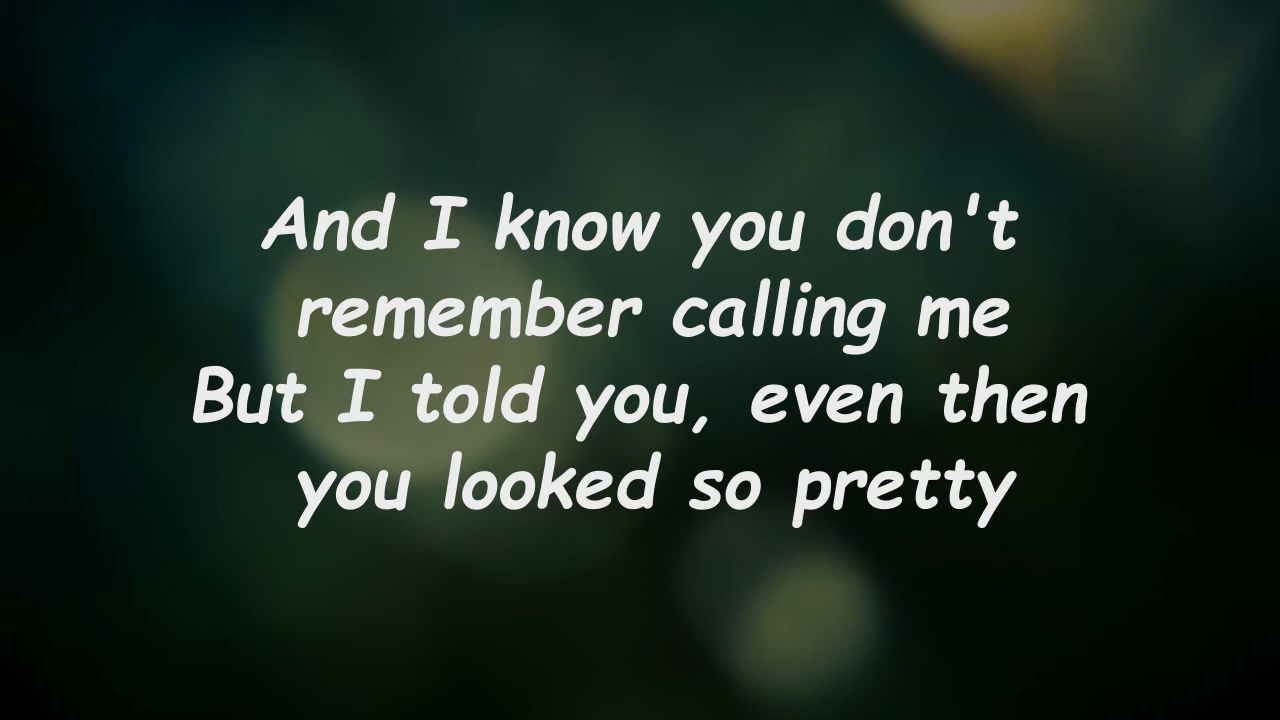 And I know you don't
remember calling me
But I told you, even then
you looked so pretty